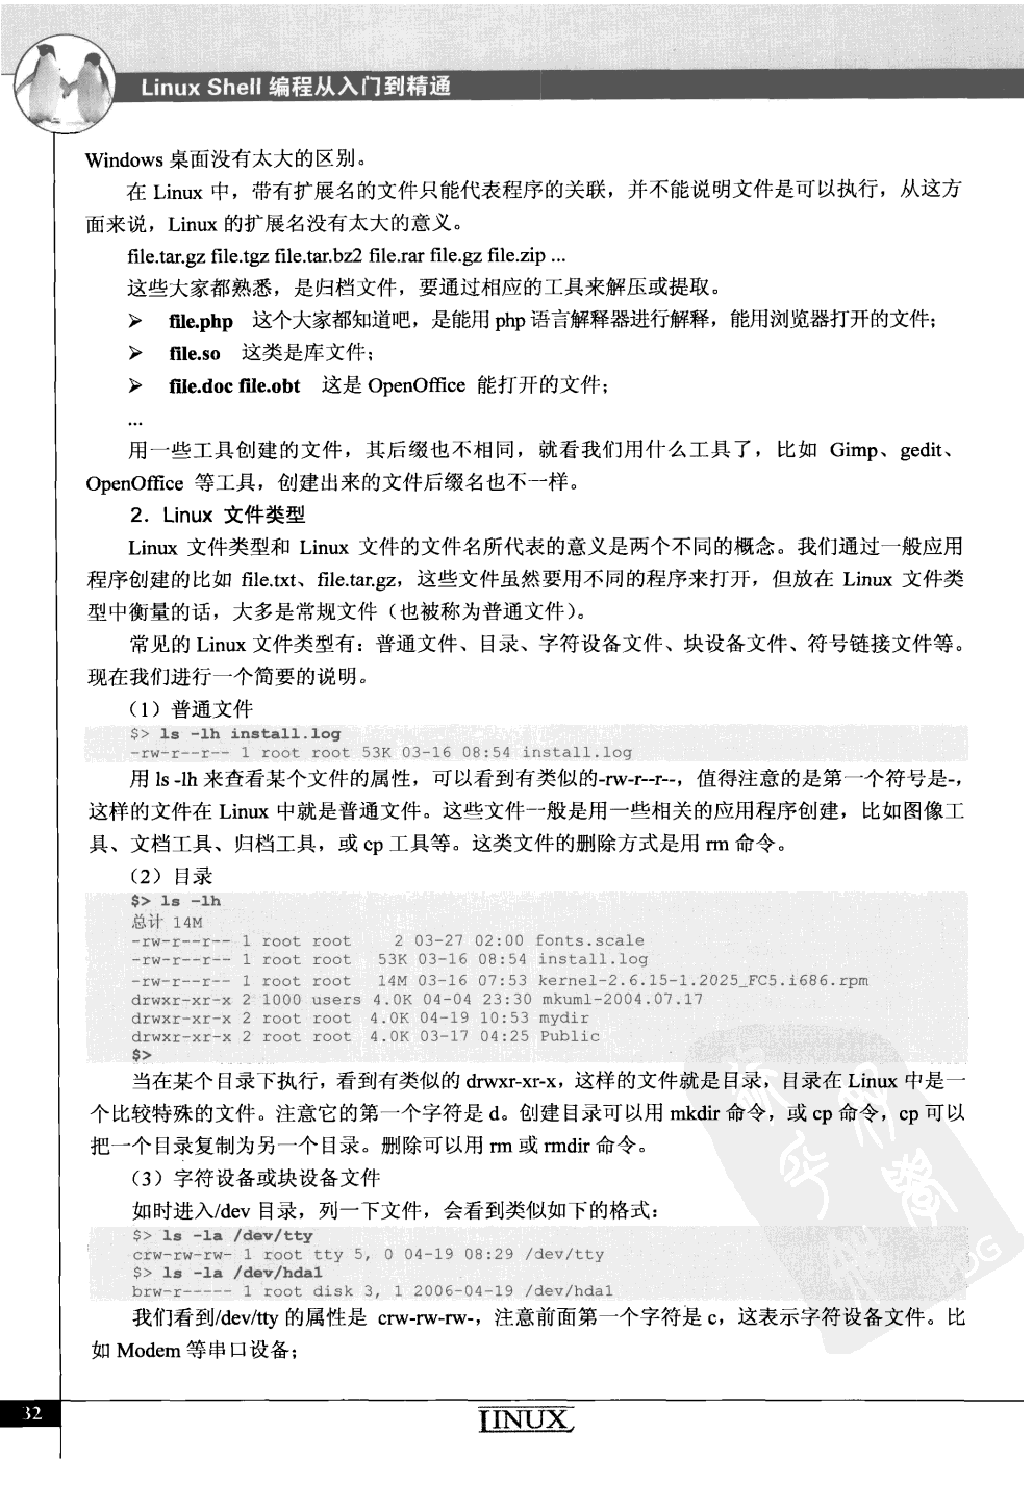 Linux Shell 编程从入门到精通
Windows 桌面没有太大的区别。
在 Linux 中，带有扩展名的文件只能代表程序的关联，并不能说明文件是可以执行，从这方
面来说，Linux 的扩展名没有太大的意义。
file.tar.gz file.tgz file.tar.bz2 file.rar file.gz file.zip ...
这些大家都熟悉，是归档文件，要通过相应的工具来解压或提取。
➢ file.php 这个大家都知道吧，是能用 php 语言解释器进行解释，能用浏览器打开的文件；
➢ file.so 这类是库文件；
➢ file.doc file.obt 这是 OpenOffice 能打开的文件；
...
用一些工具创建的文件，其后缀也不相同，就看我们用什么工具了，比如 Gimp、gedit、
OpenOffice 等工具，创建出来的文件后缀名也不一样。
2．Linux 文件类型
Linux 文件类型和 Linux 文件的文件名所代表的意义是两个不同的概念。我们通过一般应用
程序创建的比如 file.txt、file.tar.gz，这些文件虽然要用不同的程序来打开，但放在 Linux 文件类
型中衡量的话，大多是常规文件（也被称为普通文件）。
常见的 Linux 文件类型有：普通文件、目录、字符设备文件、块设备文件、符号链接文件等。
现在我们进行一个简要的说明。
（1）普通文件
$> ls -lh install.log
-rw-r--r-- 1 root root 53K 03-16 08:54 install.log
用 ls -lh 来查看某个文件的属性，可以看到有类似的-rw-r--r--，值得注意的是第一个符号是-，
这样的文件在 Linux 中就是普通文件。这些文件一般是用一些相关的应用程序创建，比如图像工
具、文档工具、归档工具，或 cp 工具等。这类文件的删除方式是用 rm 命令。
（2）目录
$> ls -lh
总计 14M
-rw-r--r-- 1 root root 2 03-27 02:00 fonts.scale
-rw-r--r-- 1 root root 53K 03-16 08:54 install.log
-rw-r--r-- 1 root root 14M 03-16 07:53 kernel-2.6.15-1.2025_FC5.i686.rpm
drwxr-xr-x 2 1000 users 4.0K 04-04 23:30 mkuml-2004.07.17
drwxr-xr-x 2 root root 4.0K 04-19 10:53 mydir
drwxr-xr-x 2 root root 4.0K 03-17 04:25 Public
$>
当在某个目录下执行，看到有类似的 drwxr-xr-x，这样的文件就是目录，目录在 Linux 中是一
个比较特殊的文件。注意它的第一个字符是 d。创建目录可以用 mkdir 命令，或 cp 命令，cp 可以
把一个目录复制为另一个目录。删除可以用 rm 或 rmdir 命令。
（3）字符设备或块设备文件
如时进入/dev 目录，列一下文件，会看到类似如下的格式：
$> ls -la /dev/tty
crw-rw-rw- 1 root tty 5, 0 04-19 08:29 /dev/tty
$> ls -la /dev/hda1
brw-r----- 1 root disk 3, 1 2006-04-19 /dev/hda1
我们看到/dev/tty 的属性是 crw-rw-rw-，注意前面第一个字符是 c，这表示字符设备文件。比
如 Modem 等串口设备；
32
LINUX